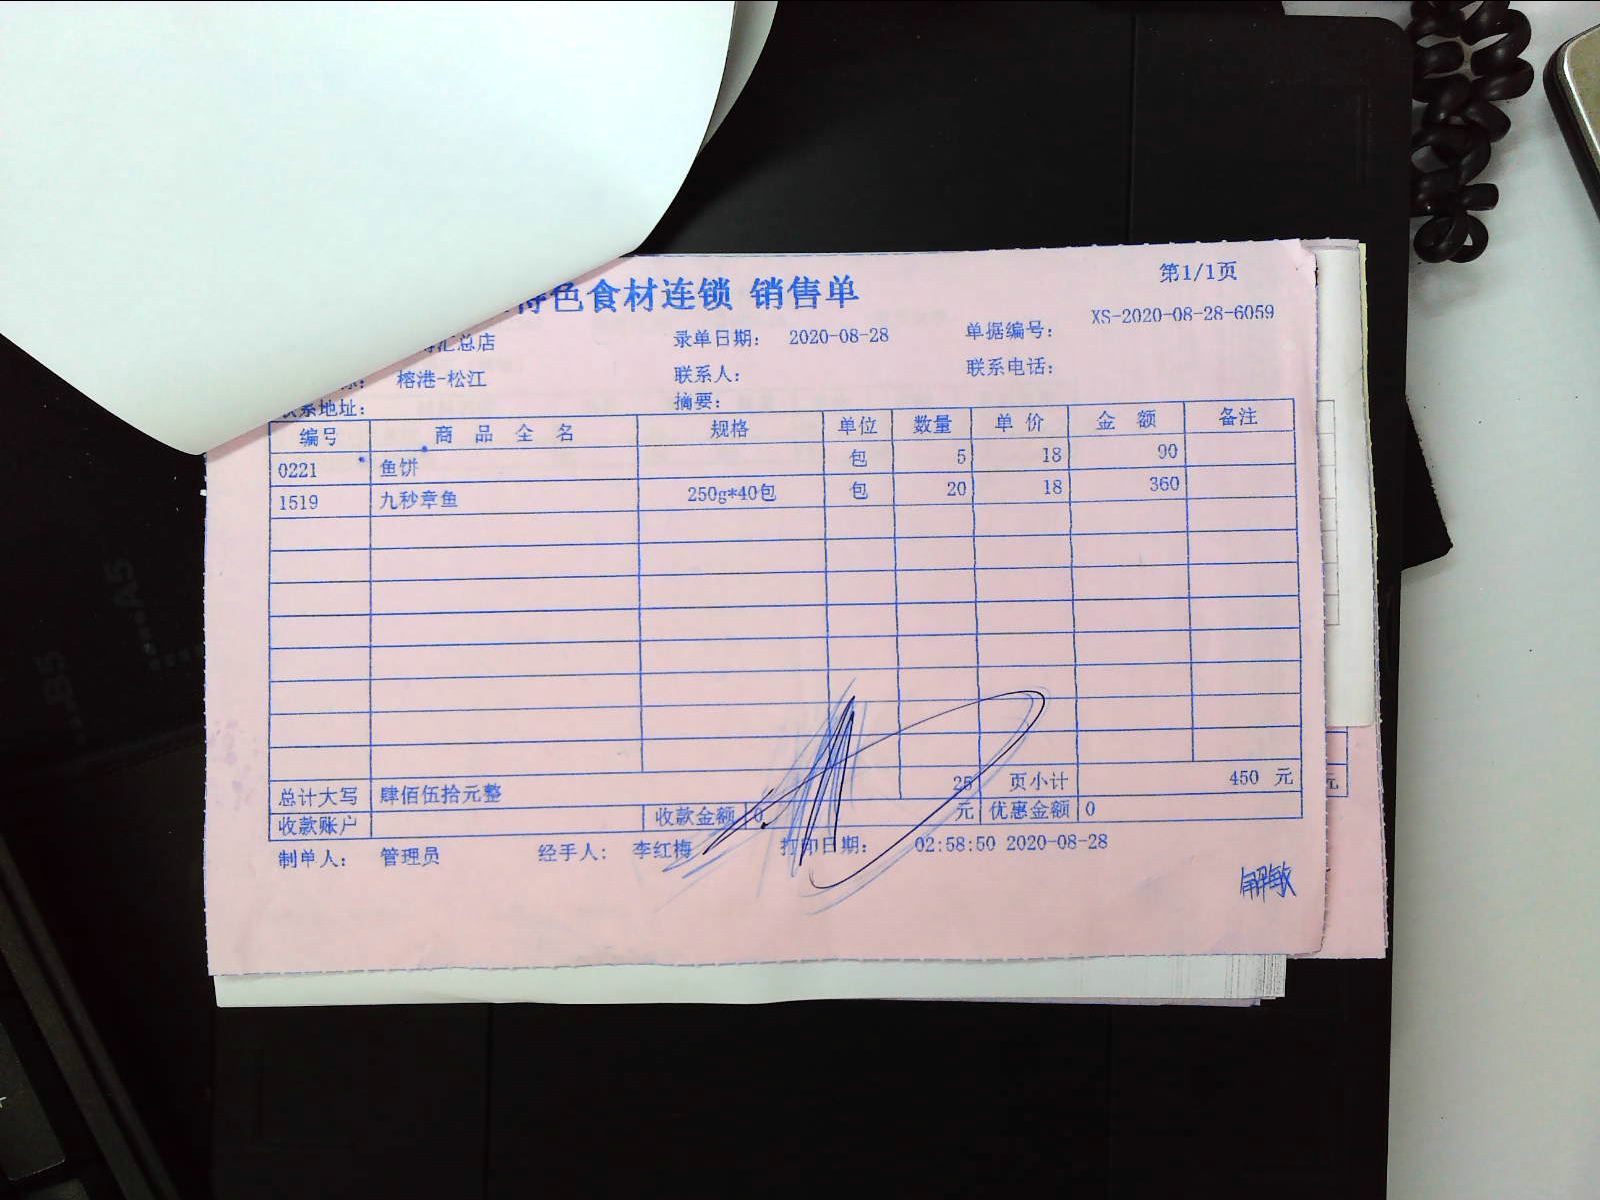 第1/1页
特色食材连锁 销售单
XS-2020-08-28-6059
博汇总店 录单日期: 2020-08-28 单据编号:
榕港-松江 联系人: 联系电话:
联系地址: 摘要:
编号 商品全名 规格 单位 数量 单价 金额 备注
0221 鱼饼 包 5 18 90
1519 九秒章鱼 250g*40包 包 20 18 360
总计大写 肆佰伍拾元整 25 页小计 450 元
收款账户 收款金额 0 元 优惠金额 0
制单人: 管理员 经手人: 李红梅 打印日期: 02:58:50 2020-08-28
解敏
元